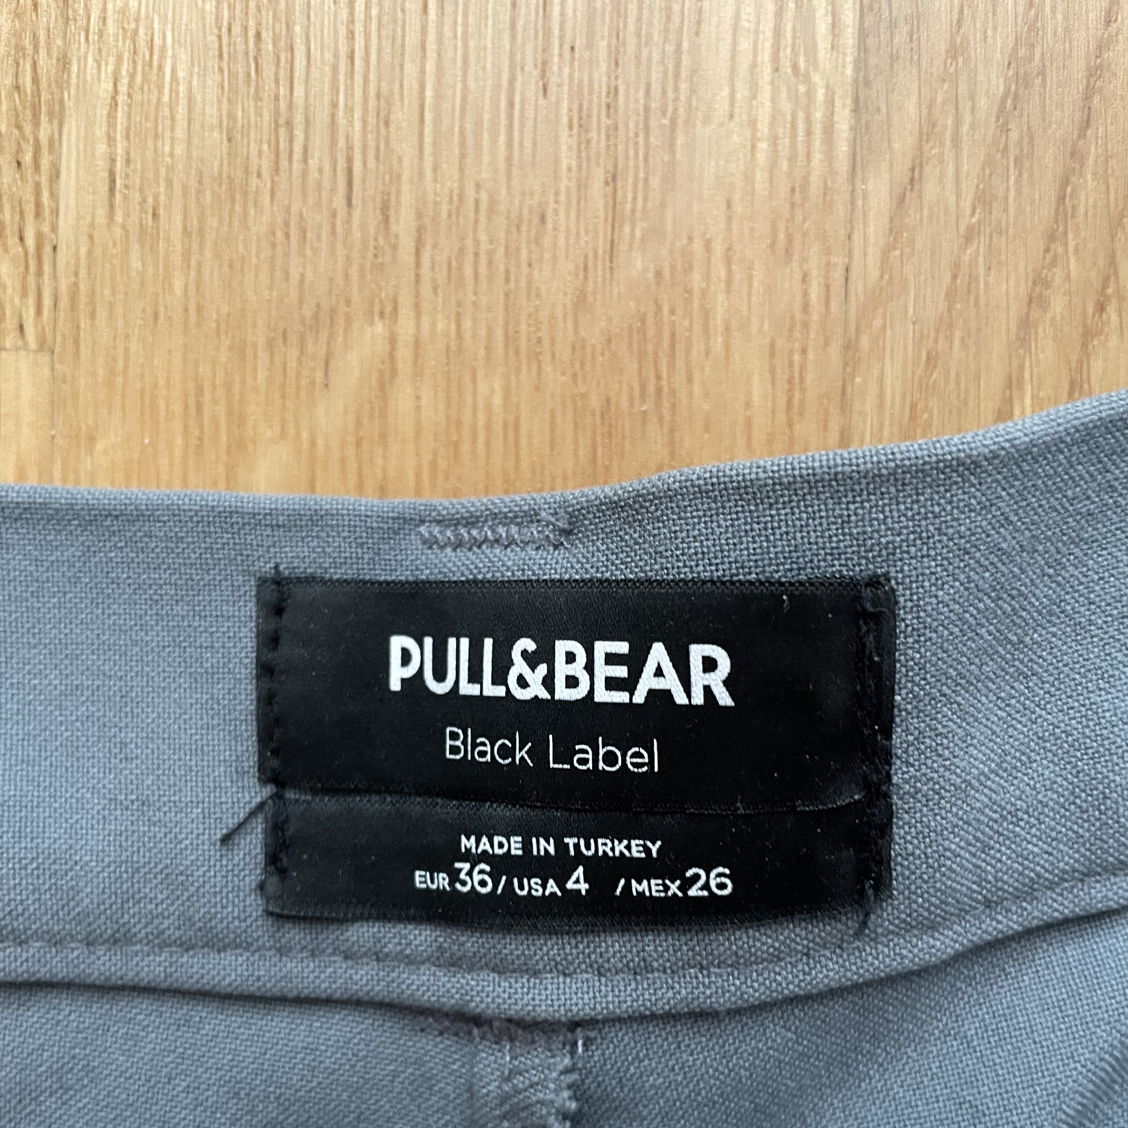 PULL&BEAR
Black Label
MADE IN TURKEY
EUR 36 / USA 4 / MEX 26